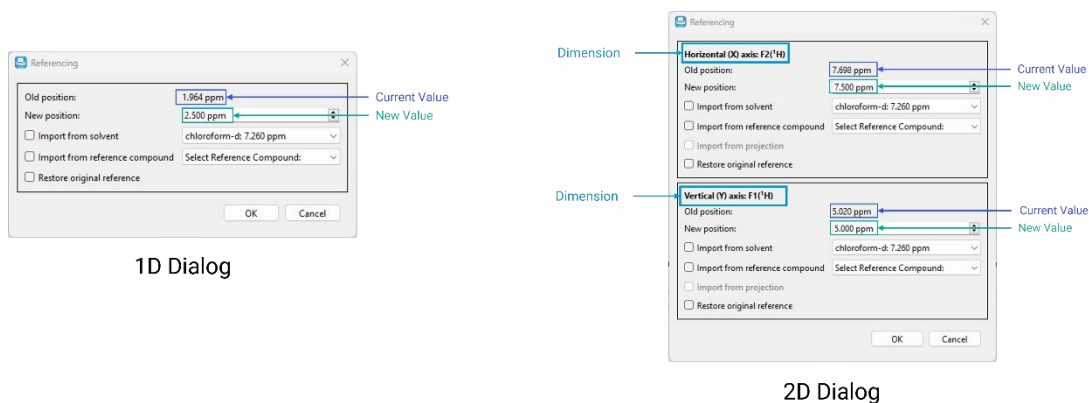 Referencing
Old position: 1.964 ppm Current Value
New position: 2.500 ppm New Value
Import from solvent chloroform-d: 7.260 ppm
Import from reference compound Select Reference Compound:
Restore original reference
OK Cancel
1D Dialog
Referencing
Dimension Horizontal (X) axis: F2(¹H)
Old position: 7.698 ppm Current Value
New position: 7.500 ppm New Value
Import from solvent chloroform-d: 7.260 ppm
Import from reference compound Select Reference Compound:
Import from projection
Restore original reference
Dimension Vertical (Y) axis: F1(¹H)
Old position: 5.020 ppm Current Value
New position: 5.000 ppm New Value
Import from solvent chloroform-d: 7.260 ppm
Import from reference compound Select Reference Compound:
Import from projection
Restore original reference
OK Cancel
2D Dialog